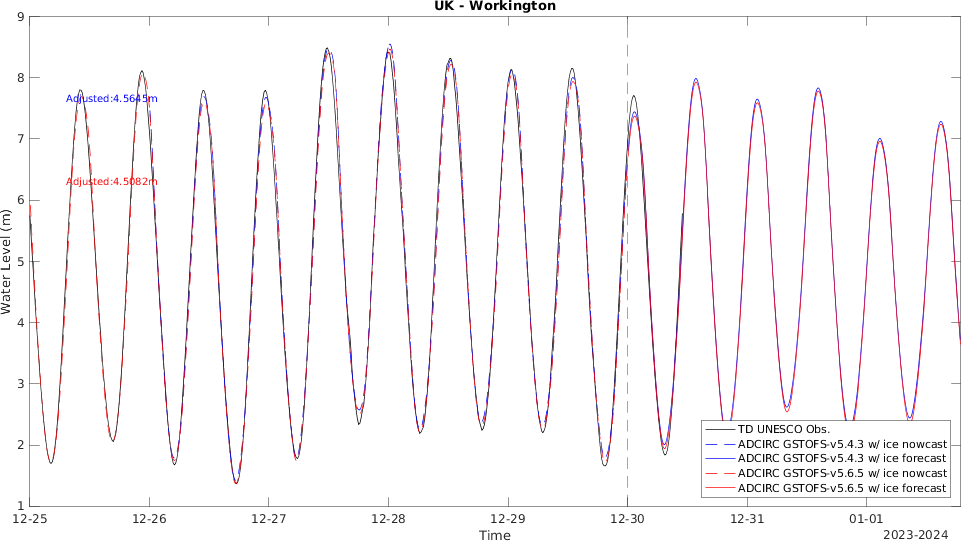 UK - Workington
9
8
7
6
5
4
3
2
1
Water Level (m)
Adjusted:4.5645m
Adjusted:4.5082m
TD UNESCO Obs.
ADCIRC GSTOFS-v5.4.3 w/ ice nowcast
ADCIRC GSTOFS-v5.4.3 w/ ice forecast
ADCIRC GSTOFS-v5.6.5 w/ ice nowcast
ADCIRC GSTOFS-v5.6.5 w/ ice forecast
12-25 12-26 12-27 12-28 12-29 12-30 12-31 01-01
Time
2023-2024